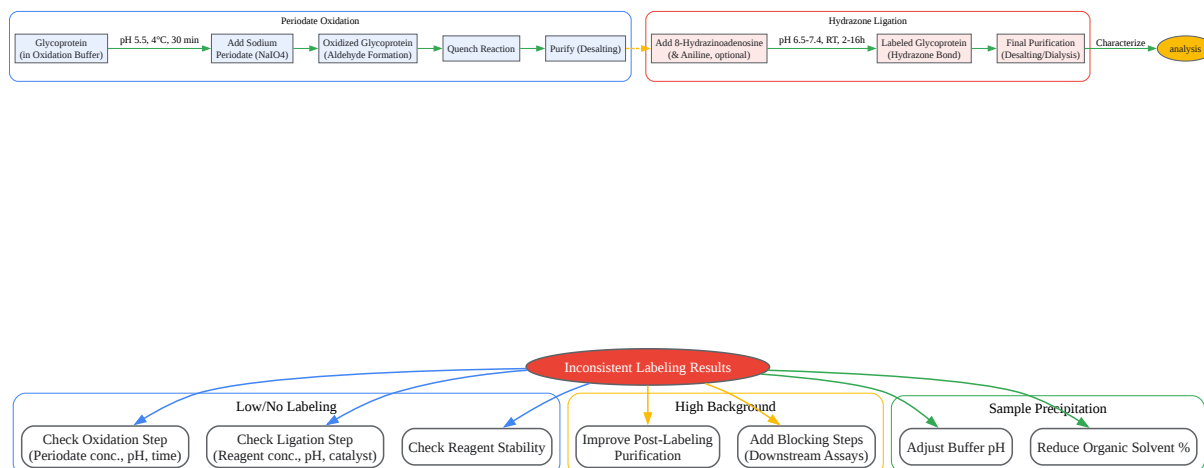 Periodate Oxidation
Glycoprotein
(in Oxidation Buffer)
pH 5.5, 4°C, 30 min
Add Sodium
Periodate (NaIO4)
Oxidized Glycoprotein
(Aldehyde Formation)
Quench Reaction
Purify (Desalting)
Hydrazone Ligation
Add 8-Hydrazinoadenosine
(& Aniline, optional)
pH 6.5-7.4, RT, 2-16h
Labeled Glycoprotein
(Hydrazone Bond)
Final Purification
(Desalting/Dialysis)
Characterize
analysis
Inconsistent Labeling Results
Low/No Labeling
Check Oxidation Step
(Periodate conc., pH, time)
Check Ligation Step
(Reagent conc., pH, catalyst)
Check Reagent Stability
High Background
Improve Post-Labeling
Purification
Add Blocking Steps
(Downstream Assays)
Sample Precipitation
Adjust Buffer pH
Reduce Organic Solvent %